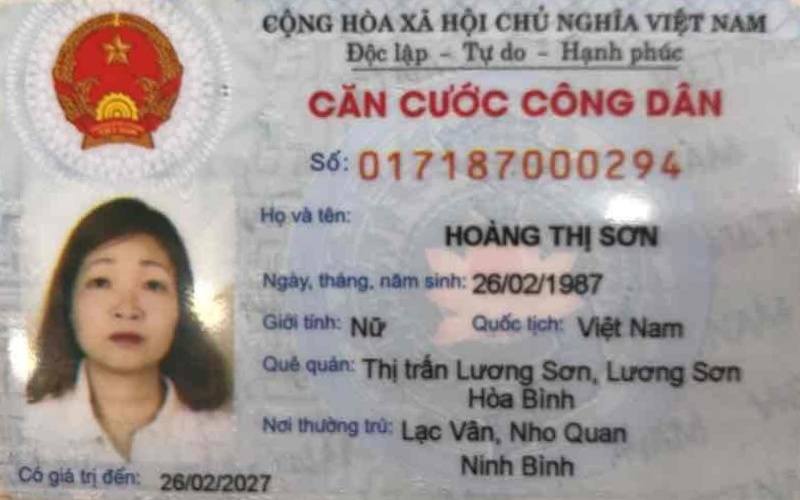 CỘNG HÒA XÃ HỘI CHỦ NGHĨA VIỆT NAM
Độc lập - Tự do - Hạnh phúc
CĂN CƯỚC CÔNG DÂN
Số: 017187000294
Họ và tên:
HOÀNG THỊ SƠN
Ngày, tháng, năm sinh: 26/02/1987
Giới tính: Nữ Quốc tịch: Việt Nam
Quê quán: Thị trấn Lương Sơn, Lương Sơn
Hòa Bình
Nơi thường trú: Lạc Vân, Nho Quan
Ninh Bình
Có giá trị đến: 26/02/2027